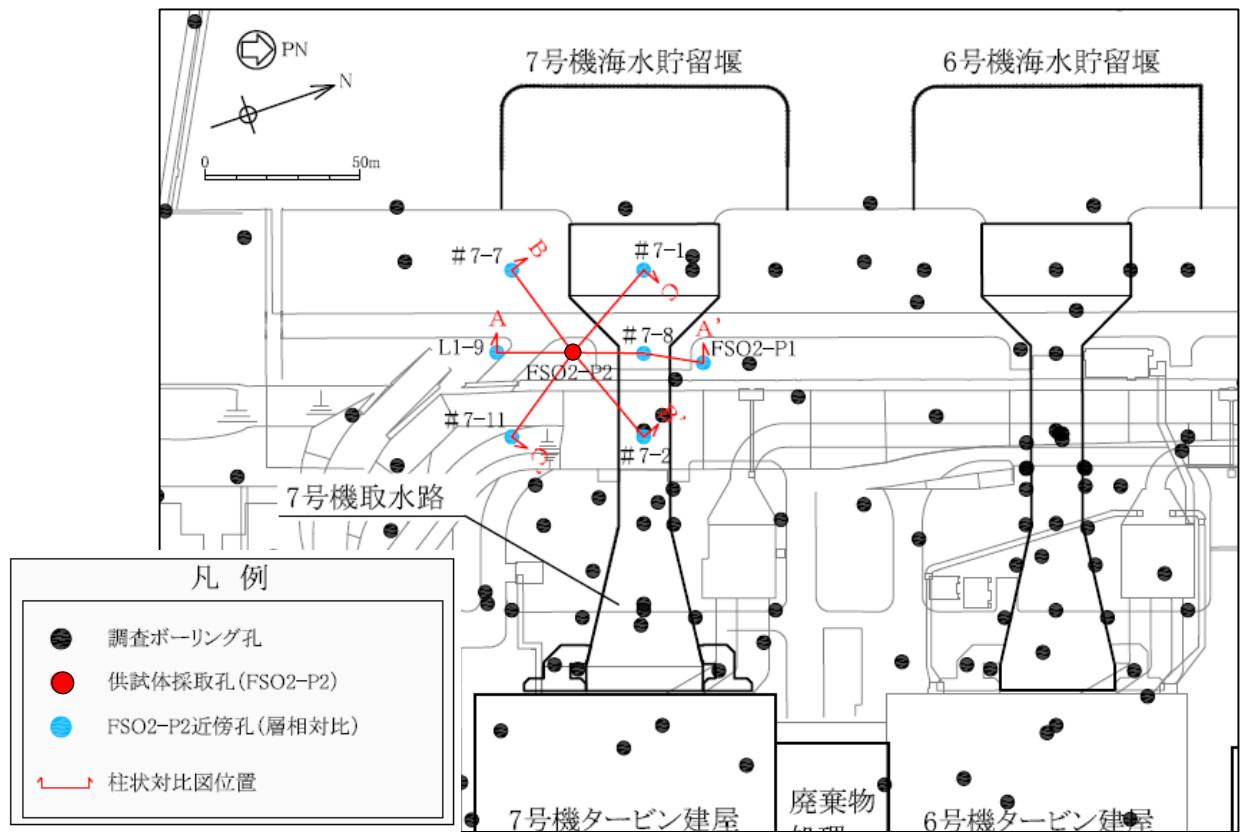 PN
N
0 50m
7号機海水貯留堰
6号機海水貯留堰
#7-7
B
#7-1
C
A
#7-8
A'
L1-9
FSO2-P2
FSO2-P1
#7-11
C'
B'
#7-2
7号機取水路
凡 例
調査ボーリング孔
供試体採取孔(FSO2-P2)
FSO2-P2近傍孔(層相対比)
柱状対比図位置
7号機タービン建屋
廃棄物
処理
6号機タービン建屋